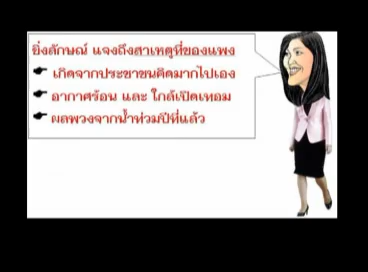 ยิ่งลักษณ์ แจงถึงสาเหตุที่ของแพง
เกิดจากประชาชนคิดมากไปเอง
อากาศร้อน และ ใกล้เปิดเทอม
ผลพวงจากน้ำท่วมปีที่แล้ว